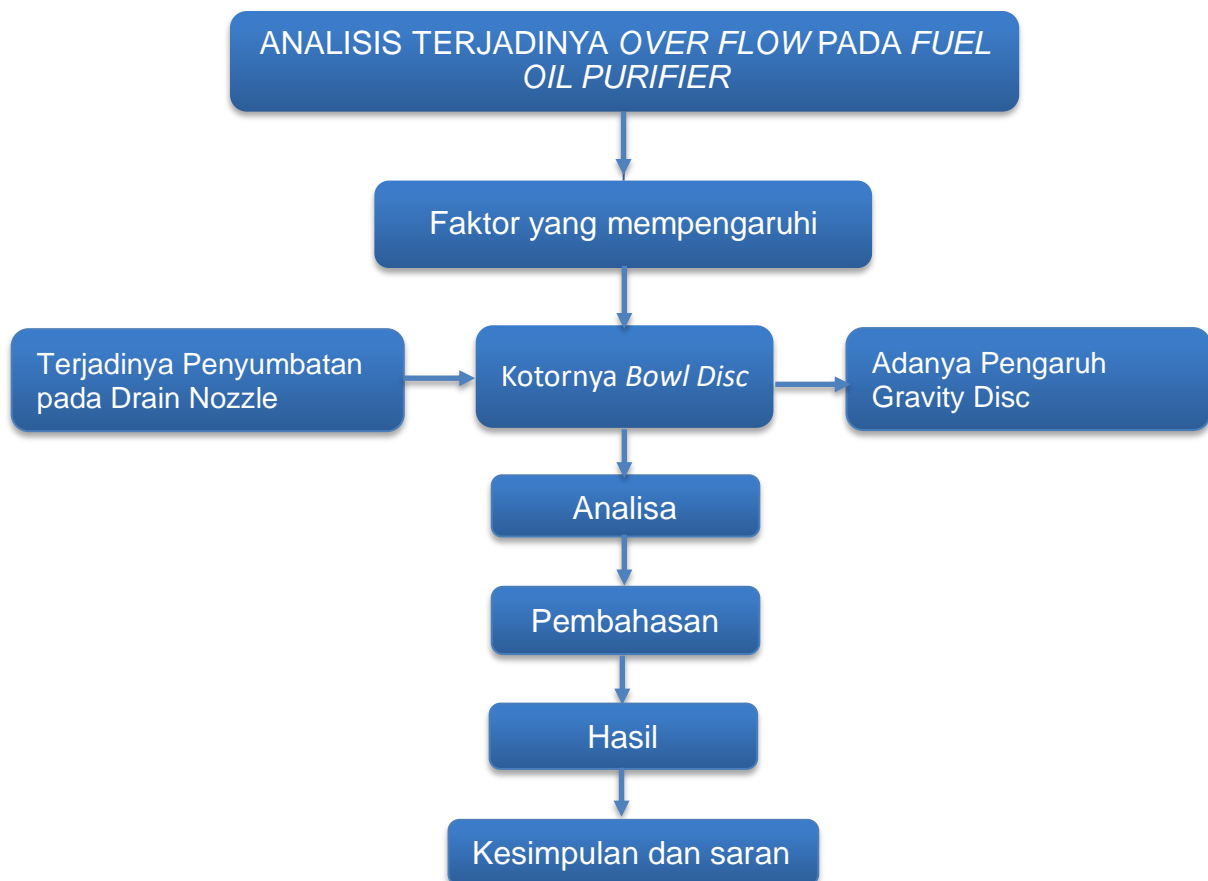 ANALISIS TERJADINYA OVER FLOW PADA FUEL
OIL PURIFIER
Faktor yang mempengaruhi
Terjadinya Penyumbatan
pada Drain Nozzle
Kotornya Bowl Disc
Adanya Pengaruh
Gravity Disc
Analisa
Pembahasan
Hasil
Kesimpulan dan saran